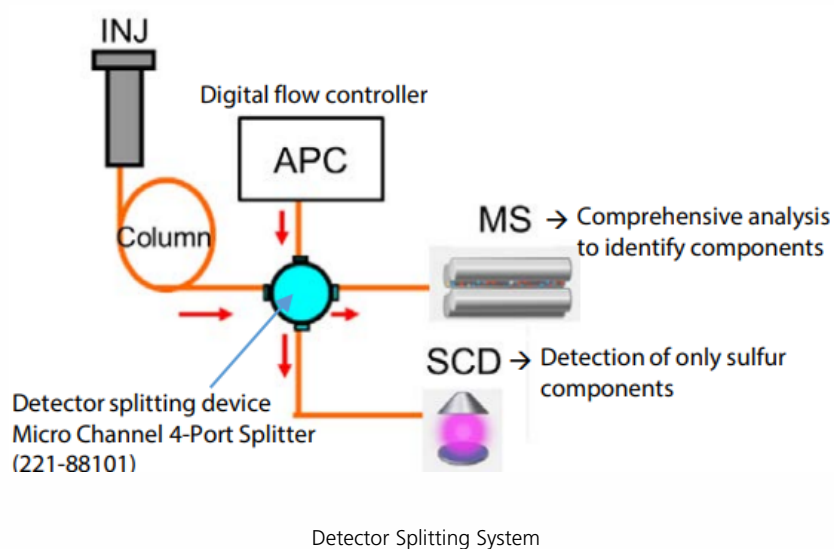 INJ
Digital flow controller
APC
Column
MS → Comprehensive analysis
to identify components
SCD → Detection of only sulfur
components
Detector splitting device
Micro Channel 4-Port Splitter
(221-88101)
Detector Splitting System